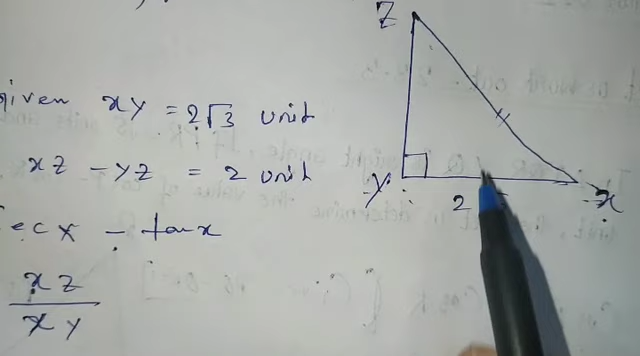 given xy = 2√3 unit
xz - yz = 2 unit
sec x - tan x
xz
xy
Z
Y
2
x